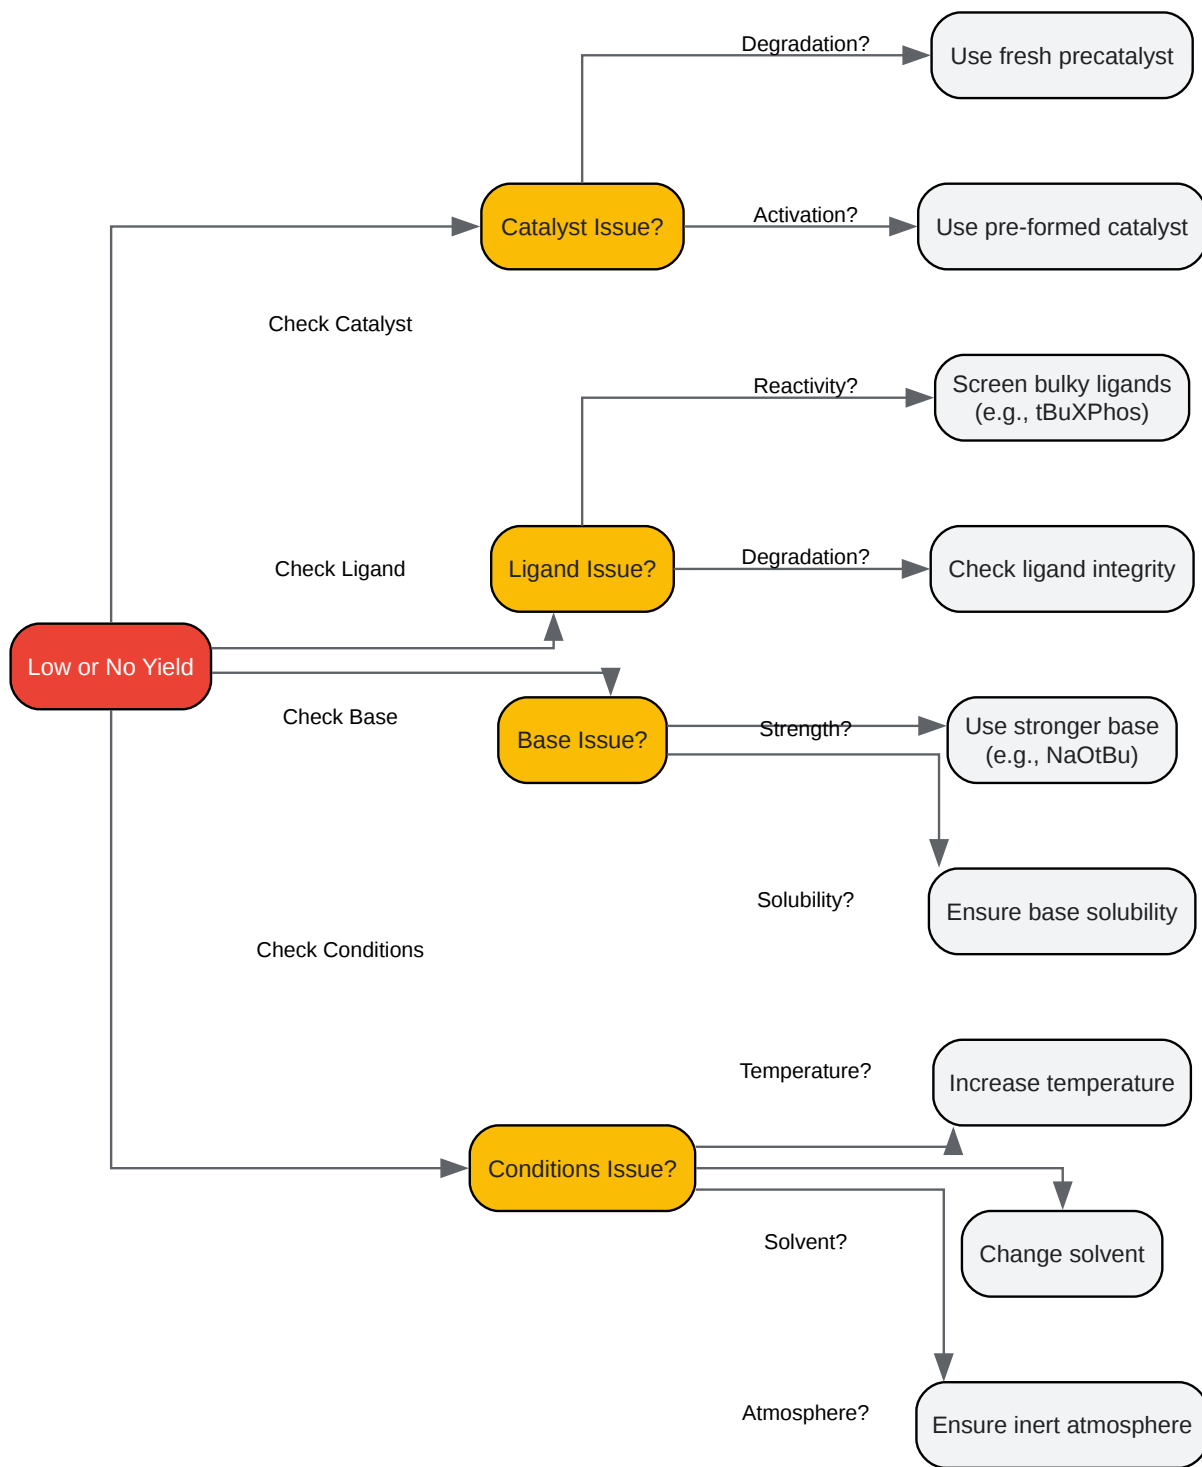 Degradation?
Use fresh precatalyst
Catalyst Issue?
Activation?
Use pre-formed catalyst
Check Catalyst
Reactivity?
Screen bulky ligands
(e.g., tBuXPhos)
Check Ligand
Ligand Issue?
Degradation?
Check ligand integrity
Low or No Yield
Check Base
Base Issue?
Strength?
Use stronger base
(e.g., NaOtBu)
Solubility?
Ensure base solubility
Check Conditions
Temperature?
Increase temperature
Conditions Issue?
Solvent?
Change solvent
Atmosphere?
Ensure inert atmosphere